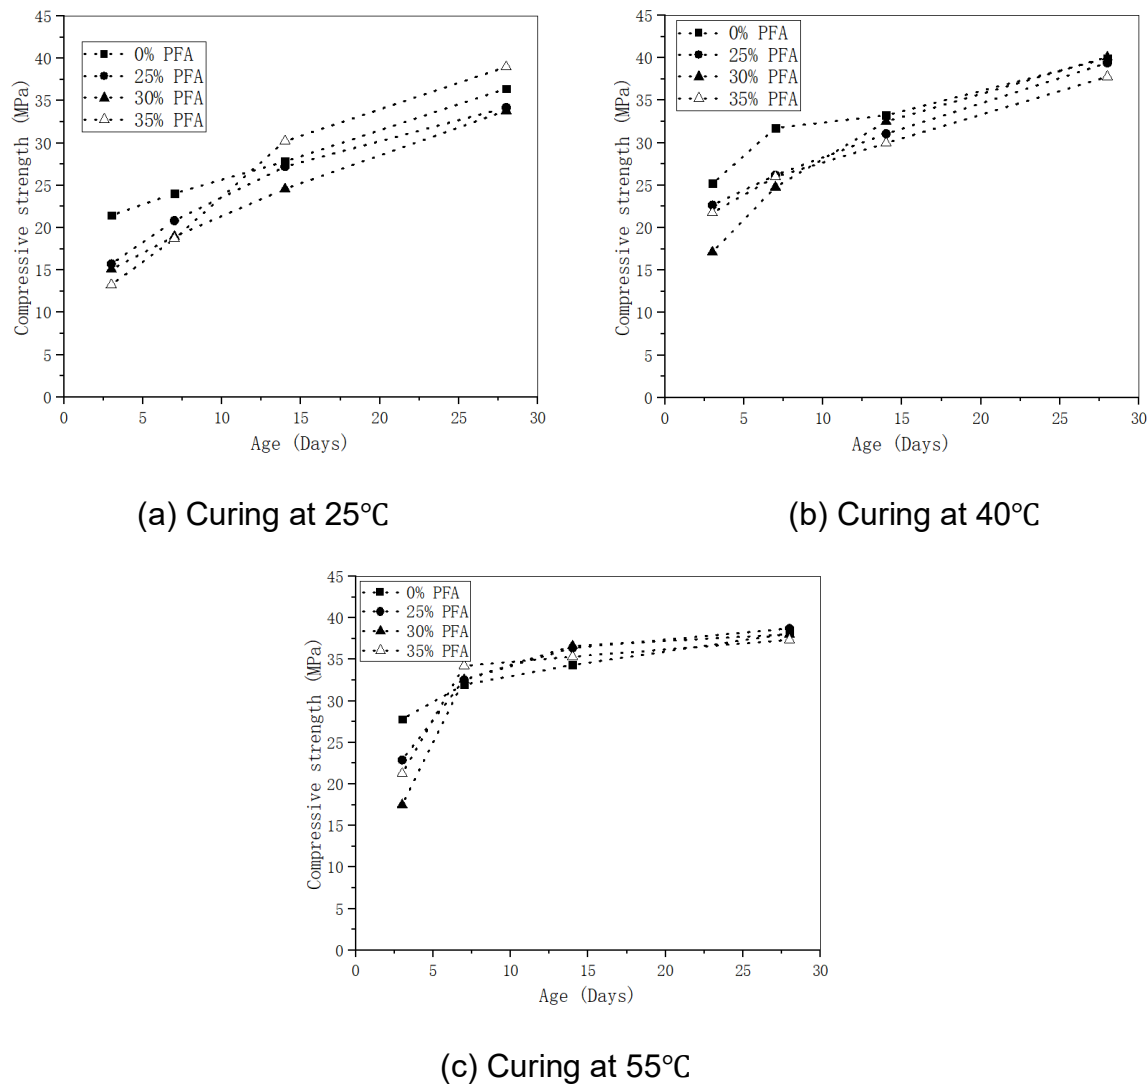 45
40
35
30
25
20
15
10
5
0
Compressive strength (MPa)
0% PFA
25% PFA
30% PFA
35% PFA
0 5 10 15 20 25 30
Age (Days)
(a) Curing at 25℃
45
40
35
30
25
20
15
10
5
0
Compressive strength (MPa)
0% PFA
25% PFA
30% PFA
35% PFA
0 5 10 15 20 25 30
Age (Days)
(b) Curing at 40℃
45
40
35
30
25
20
15
10
5
0
Compressive strength (MPa)
0% PFA
25% PFA
30% PFA
35% PFA
0 5 10 15 20 25 30
Age (Days)
(c) Curing at 55℃